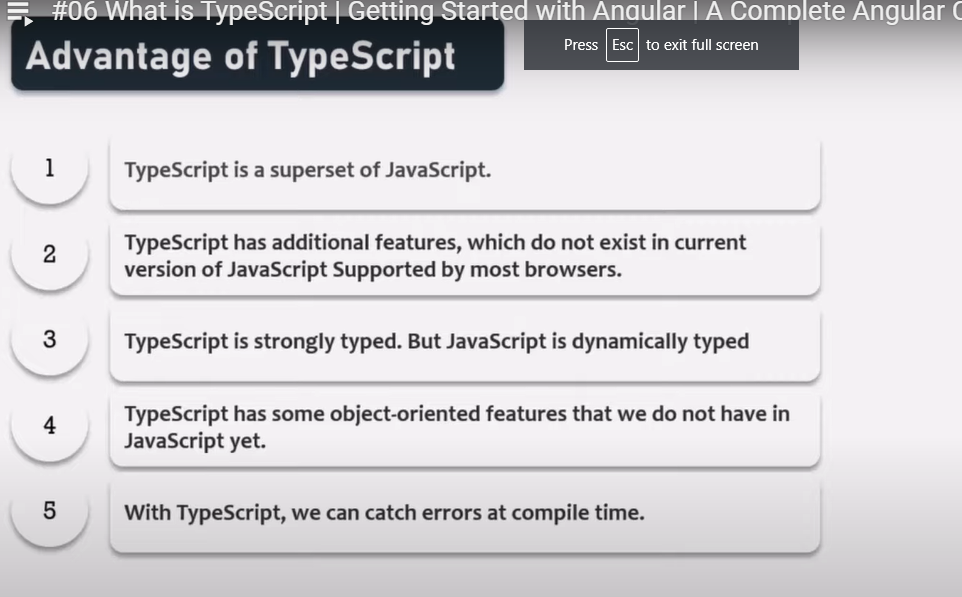 #06 What is TypeScript | Getting Started with Angular | A Complete Angular C
Press Esc to exit full screen
Advantage of TypeScript
1
TypeScript is a superset of JavaScript.
2
TypeScript has additional features, which do not exist in current
version of JavaScript Supported by most browsers.
3
TypeScript is strongly typed. But JavaScript is dynamically typed
4
TypeScript has some object-oriented features that we do not have in
JavaScript yet.
5
With TypeScript, we can catch errors at compile time.